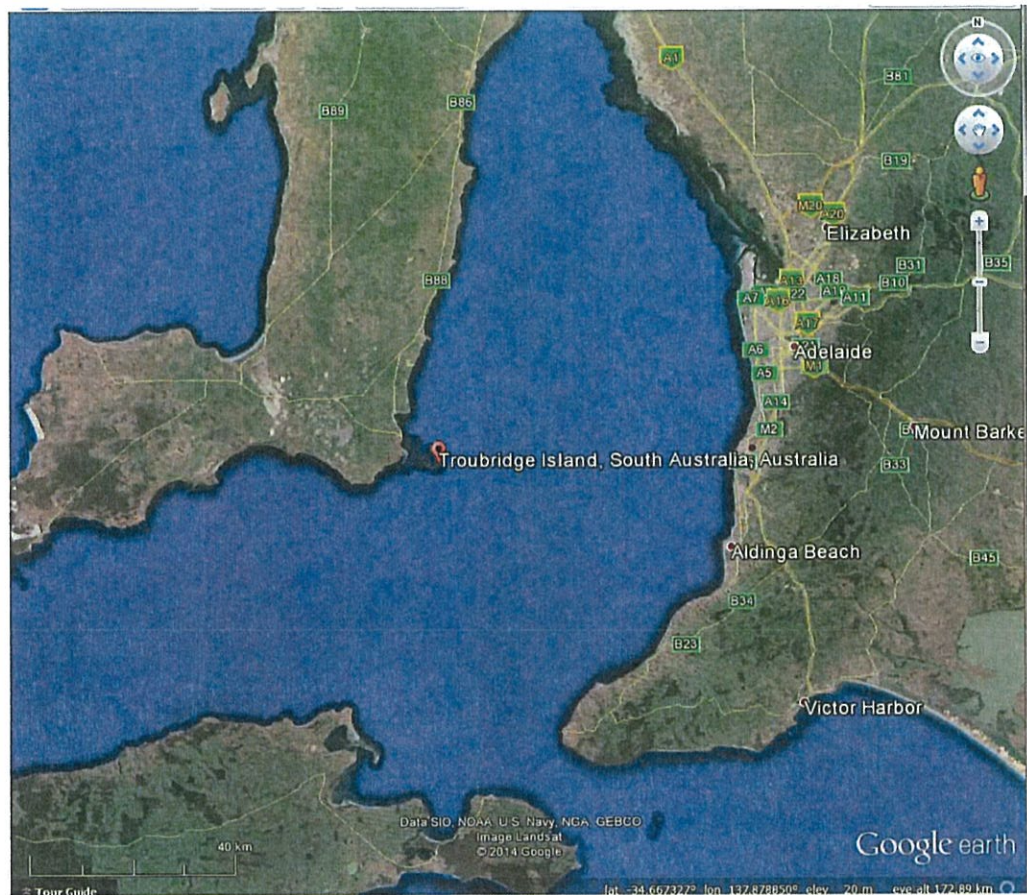 N
A1
B81
B89
B86
B19
M20
A20
Elizabeth
B88
A13
A18
B31
B35
B10
A7
A16
22
A11
A17
A6
Adelaide
A5
M1
A14
M2
Mount Barke
B33
Troubridge Island, South Australia, Australia
Aldinga Beach
B45
B34
B23
Victor Harbor
Data SIO, NOAA, U.S. Navy, NGA, GEBCO
Image Landsat
© 2014 Google
40 km
Google earth
Tour Guide
lat -34.667327° lon 137.878850° elev 20 m eye alt 172.89 km